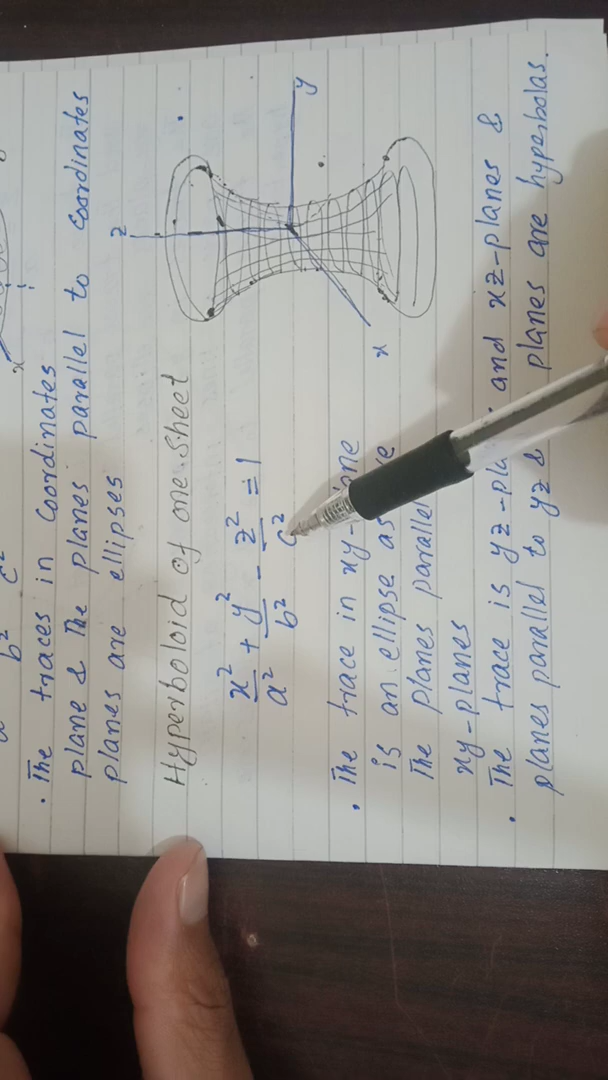 x
b² c²
· The traces in coordinates
plane & The planes parallel to coordinates
planes are ellipses
Hyperboloid of one sheet
z
y
x
x²/a² + y²/b² - z²/c² = 1
· The trace in xy-
is an ellipse as
The planes parallel
xy-planes
· The trace is yz- and xz-planes &
planes parallel to yz & planes are hyperbolas.